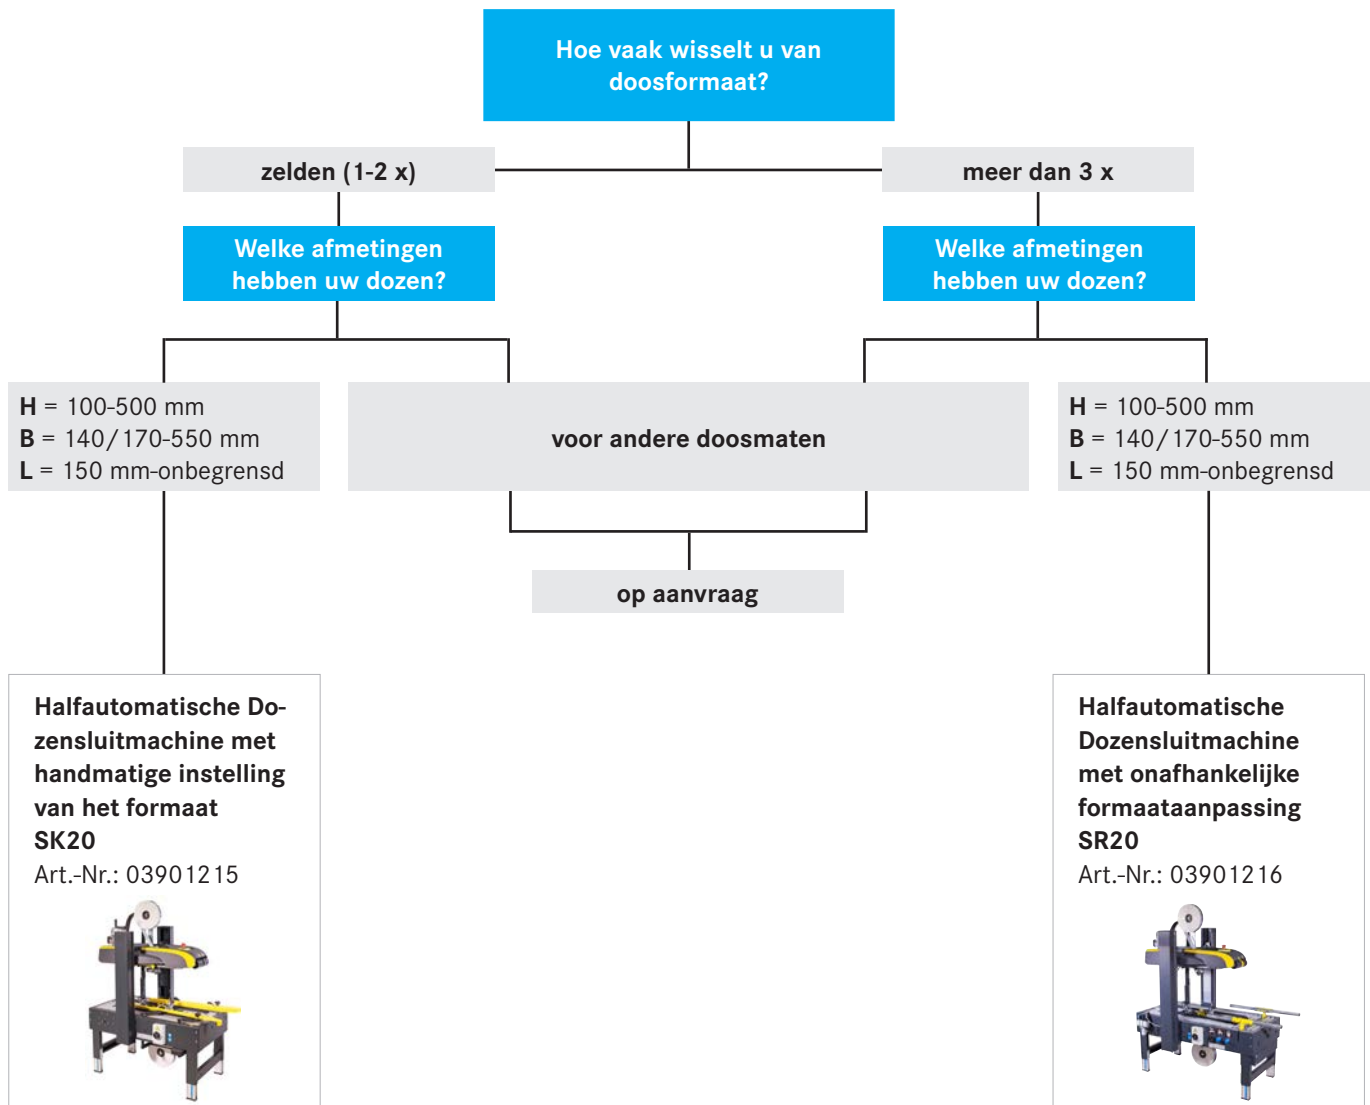 Hoe vaak wisselt u van
doosformaat?
zelden (1-2 x)
meer dan 3 x
Welke afmetingen
hebben uw dozen?
Welke afmetingen
hebben uw dozen?
H = 100-500 mm
B = 140/170-550 mm
L = 150 mm-onbegrensd
voor andere doosmaten
H = 100-500 mm
B = 140/170-550 mm
L = 150 mm-onbegrensd
op aanvraag
Halfautomatische Do-
zensluitmachine met
handmatige instelling
van het formaat
SK20
Art.-Nr.: 03901215
Halfautomatische
Dozensluitmachine
met onafhankelijke
formaataanpassing
SR20
Art.-Nr.: 03901216